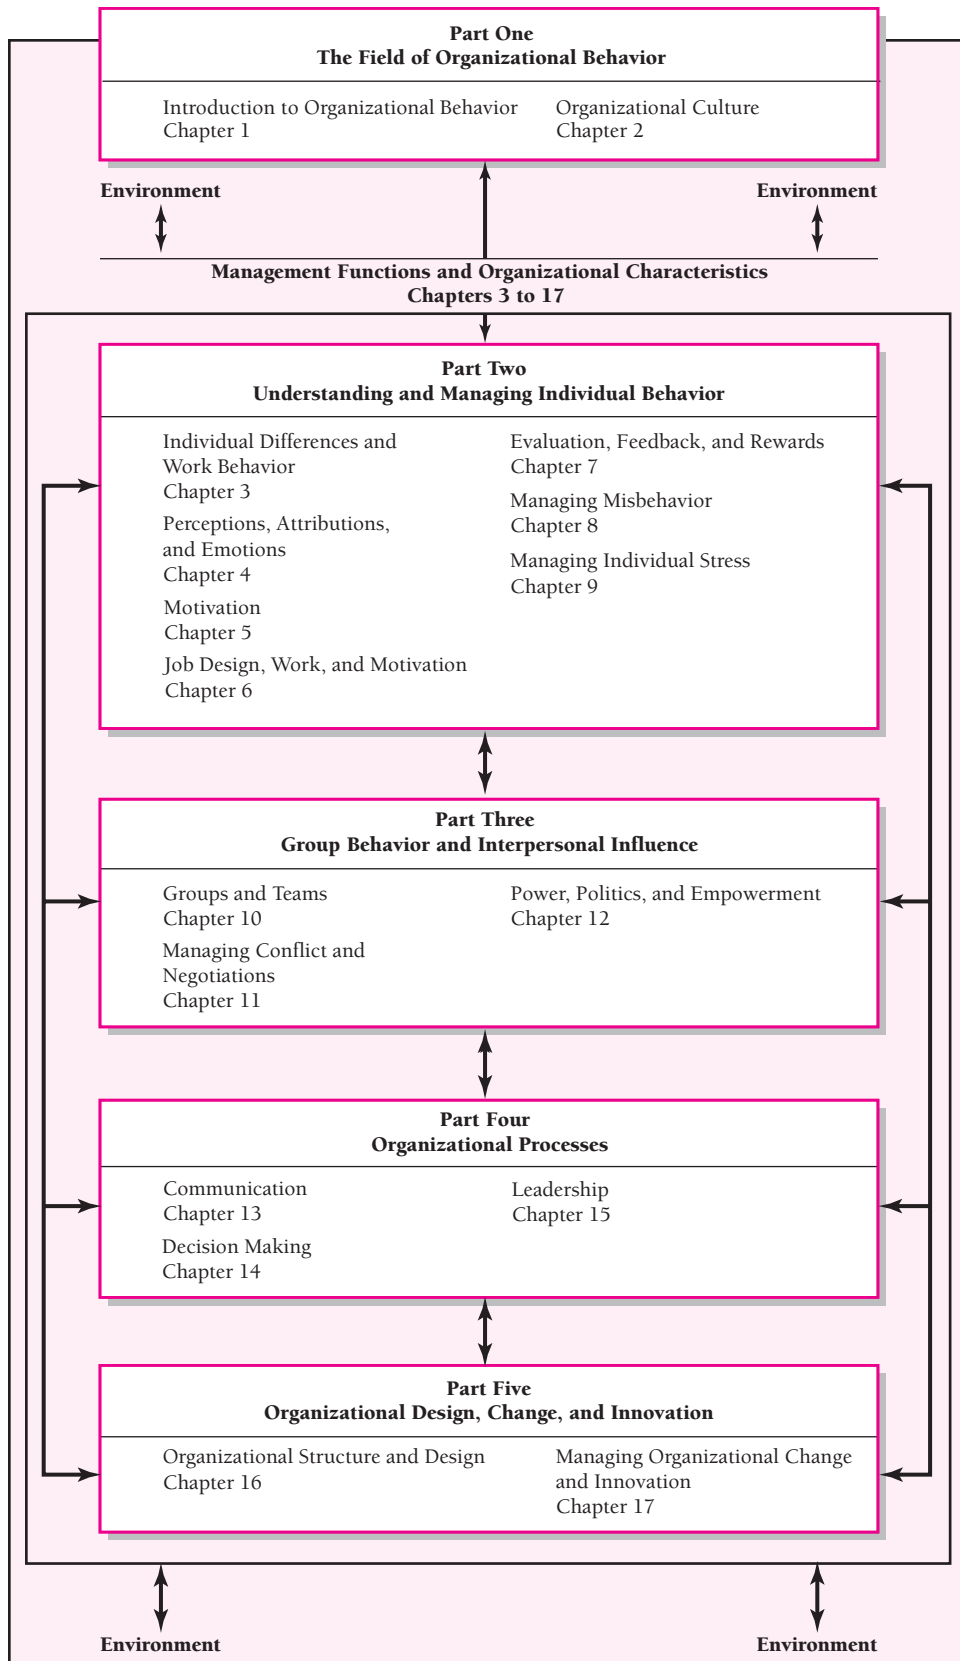 Part One
The Field of Organizational Behavior
Introduction to Organizational Behavior
Chapter 1
Organizational Culture
Chapter 2
Environment
Environment
Management Functions and Organizational Characteristics
Chapters 3 to 17
Part Two
Understanding and Managing Individual Behavior
Individual Differences and
Work Behavior
Chapter 3
Perceptions, Attributions,
and Emotions
Chapter 4
Motivation
Chapter 5
Job Design, Work, and Motivation
Chapter 6
Evaluation, Feedback, and Rewards
Chapter 7
Managing Misbehavior
Chapter 8
Managing Individual Stress
Chapter 9
Part Three
Group Behavior and Interpersonal Influence
Groups and Teams
Chapter 10
Managing Conflict and
Negotiations
Chapter 11
Power, Politics, and Empowerment
Chapter 12
Part Four
Organizational Processes
Communication
Chapter 13
Decision Making
Chapter 14
Leadership
Chapter 15
Part Five
Organizational Design, Change, and Innovation
Organizational Structure and Design
Chapter 16
Managing Organizational Change
and Innovation
Chapter 17
Environment
Environment